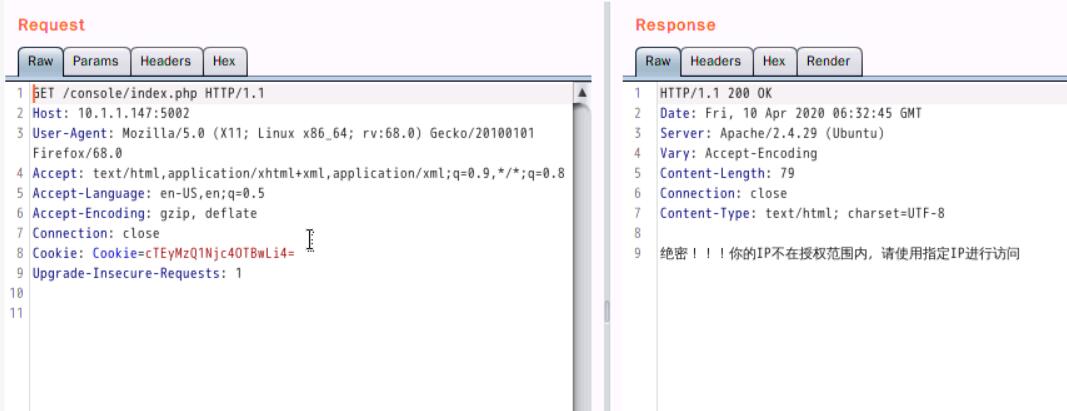 Request
Raw Params Headers Hex
1 GET /console/index.php HTTP/1.1
2 Host: 10.1.1.147:5002
3 User-Agent: Mozilla/5.0 (X11; Linux x86_64; rv:68.0) Gecko/20100101
Firefox/68.0
4 Accept: text/html,application/xhtml+xml,application/xml;q=0.9,*/*;q=0.8
5 Accept-Language: en-US,en;q=0.5
6 Accept-Encoding: gzip, deflate
7 Connection: close
8 Cookie: Cookie=cTEyMzQ1Njc4OTBwLi4=
9 Upgrade-Insecure-Requests: 1
10
11
Response
Raw Headers Hex Render
1 HTTP/1.1 200 OK
2 Date: Fri, 10 Apr 2020 06:32:45 GMT
3 Server: Apache/2.4.29 (Ubuntu)
4 Vary: Accept-Encoding
5 Content-Length: 79
6 Connection: close
7 Content-Type: text/html; charset=UTF-8
8
9 绝密!!!你的IP不在授权范围内, 请使用指定IP进行访问